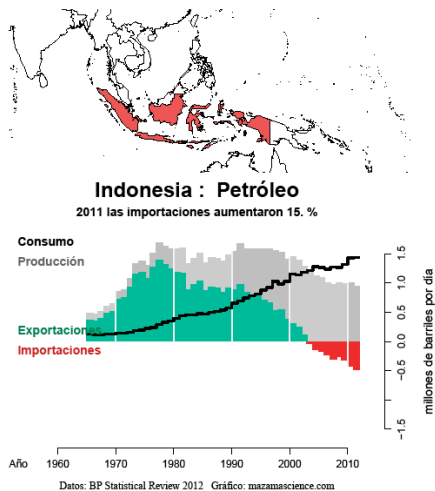 Indonesia : Petróleo
2011 las importaciones aumentaron 15. %
Consumo
Producción
Exportaciones
Importaciones
1.5
1.0
0.5
0.0
−0.5
−1.5
millones de barriles por día
Año 1960 1970 1980 1990 2000 2010
Datos: BP Statistical Review 2012 Gráfico: mazamascience.com